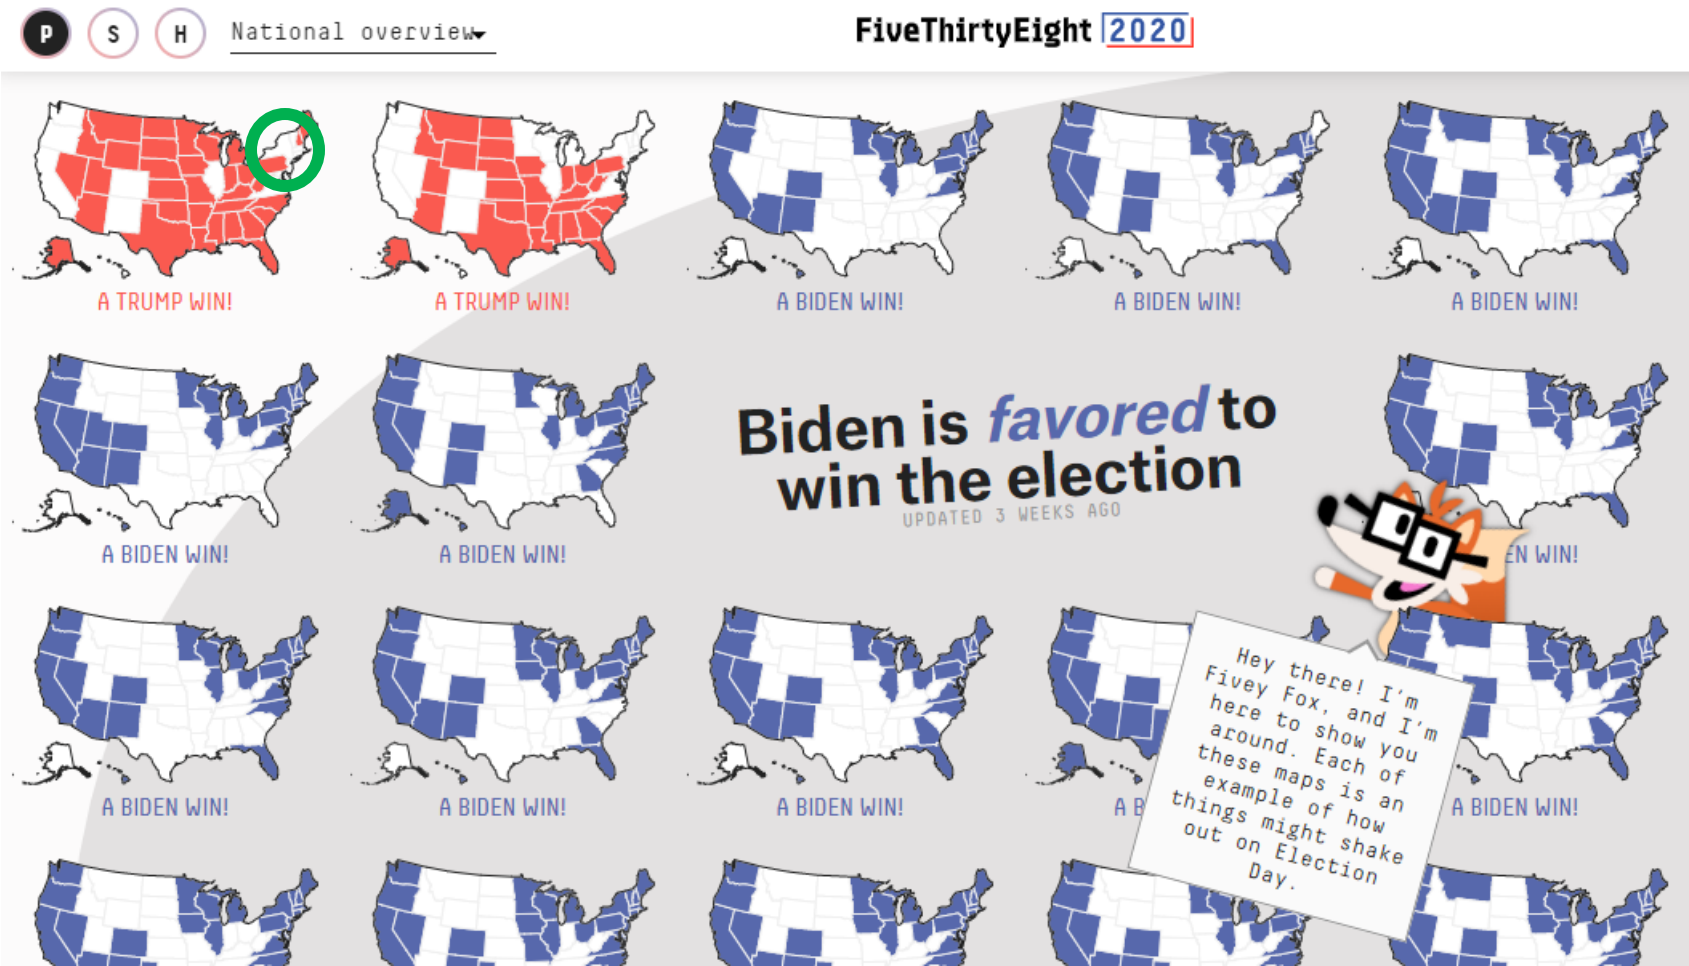 P S H National overview FiveThirtyEight 2020
A TRUMP WIN! A TRUMP WIN! A BIDEN WIN! A BIDEN WIN! A BIDEN WIN!
Biden is favored to
win the election
UPDATED 3 WEEKS AGO
A BIDEN WIN! A BIDEN WIN! EN WIN!
Hey there! I'm
Fivey Fox, and I'm
here to show you
around. Each of
these maps is an
example of how
things might shake
out on Election
Day.
A BIDEN WIN! A BIDEN WIN! A BIDEN WIN! A B A BIDEN WIN!